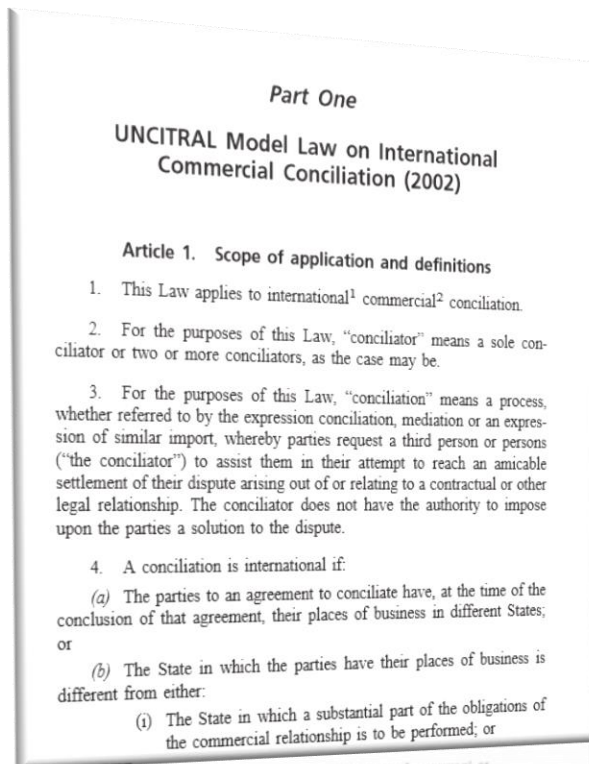 Part One
UNCITRAL Model Law on International
Commercial Conciliation (2002)
Article 1. Scope of application and definitions
1. This Law applies to international¹ commercial² conciliation.
2. For the purposes of this Law, “conciliator” means a sole con-
ciliator or two or more conciliators, as the case may be.
3. For the purposes of this Law, “conciliation” means a process,
whether referred to by the expression conciliation, mediation or an expres-
sion of similar import, whereby parties request a third person or persons
(“the conciliator”) to assist them in their attempt to reach an amicable
settlement of their dispute arising out of or relating to a contractual or other
legal relationship. The conciliator does not have the authority to impose
upon the parties a solution to the dispute.
4. A conciliation is international if:
(a) The parties to an agreement to conciliate have, at the time of the
conclusion of that agreement, their places of business in different States;
or
(b) The State in which the parties have their places of business is
different from either:
(i) The State in which a substantial part of the obligations of
the commercial relationship is to be performed; or